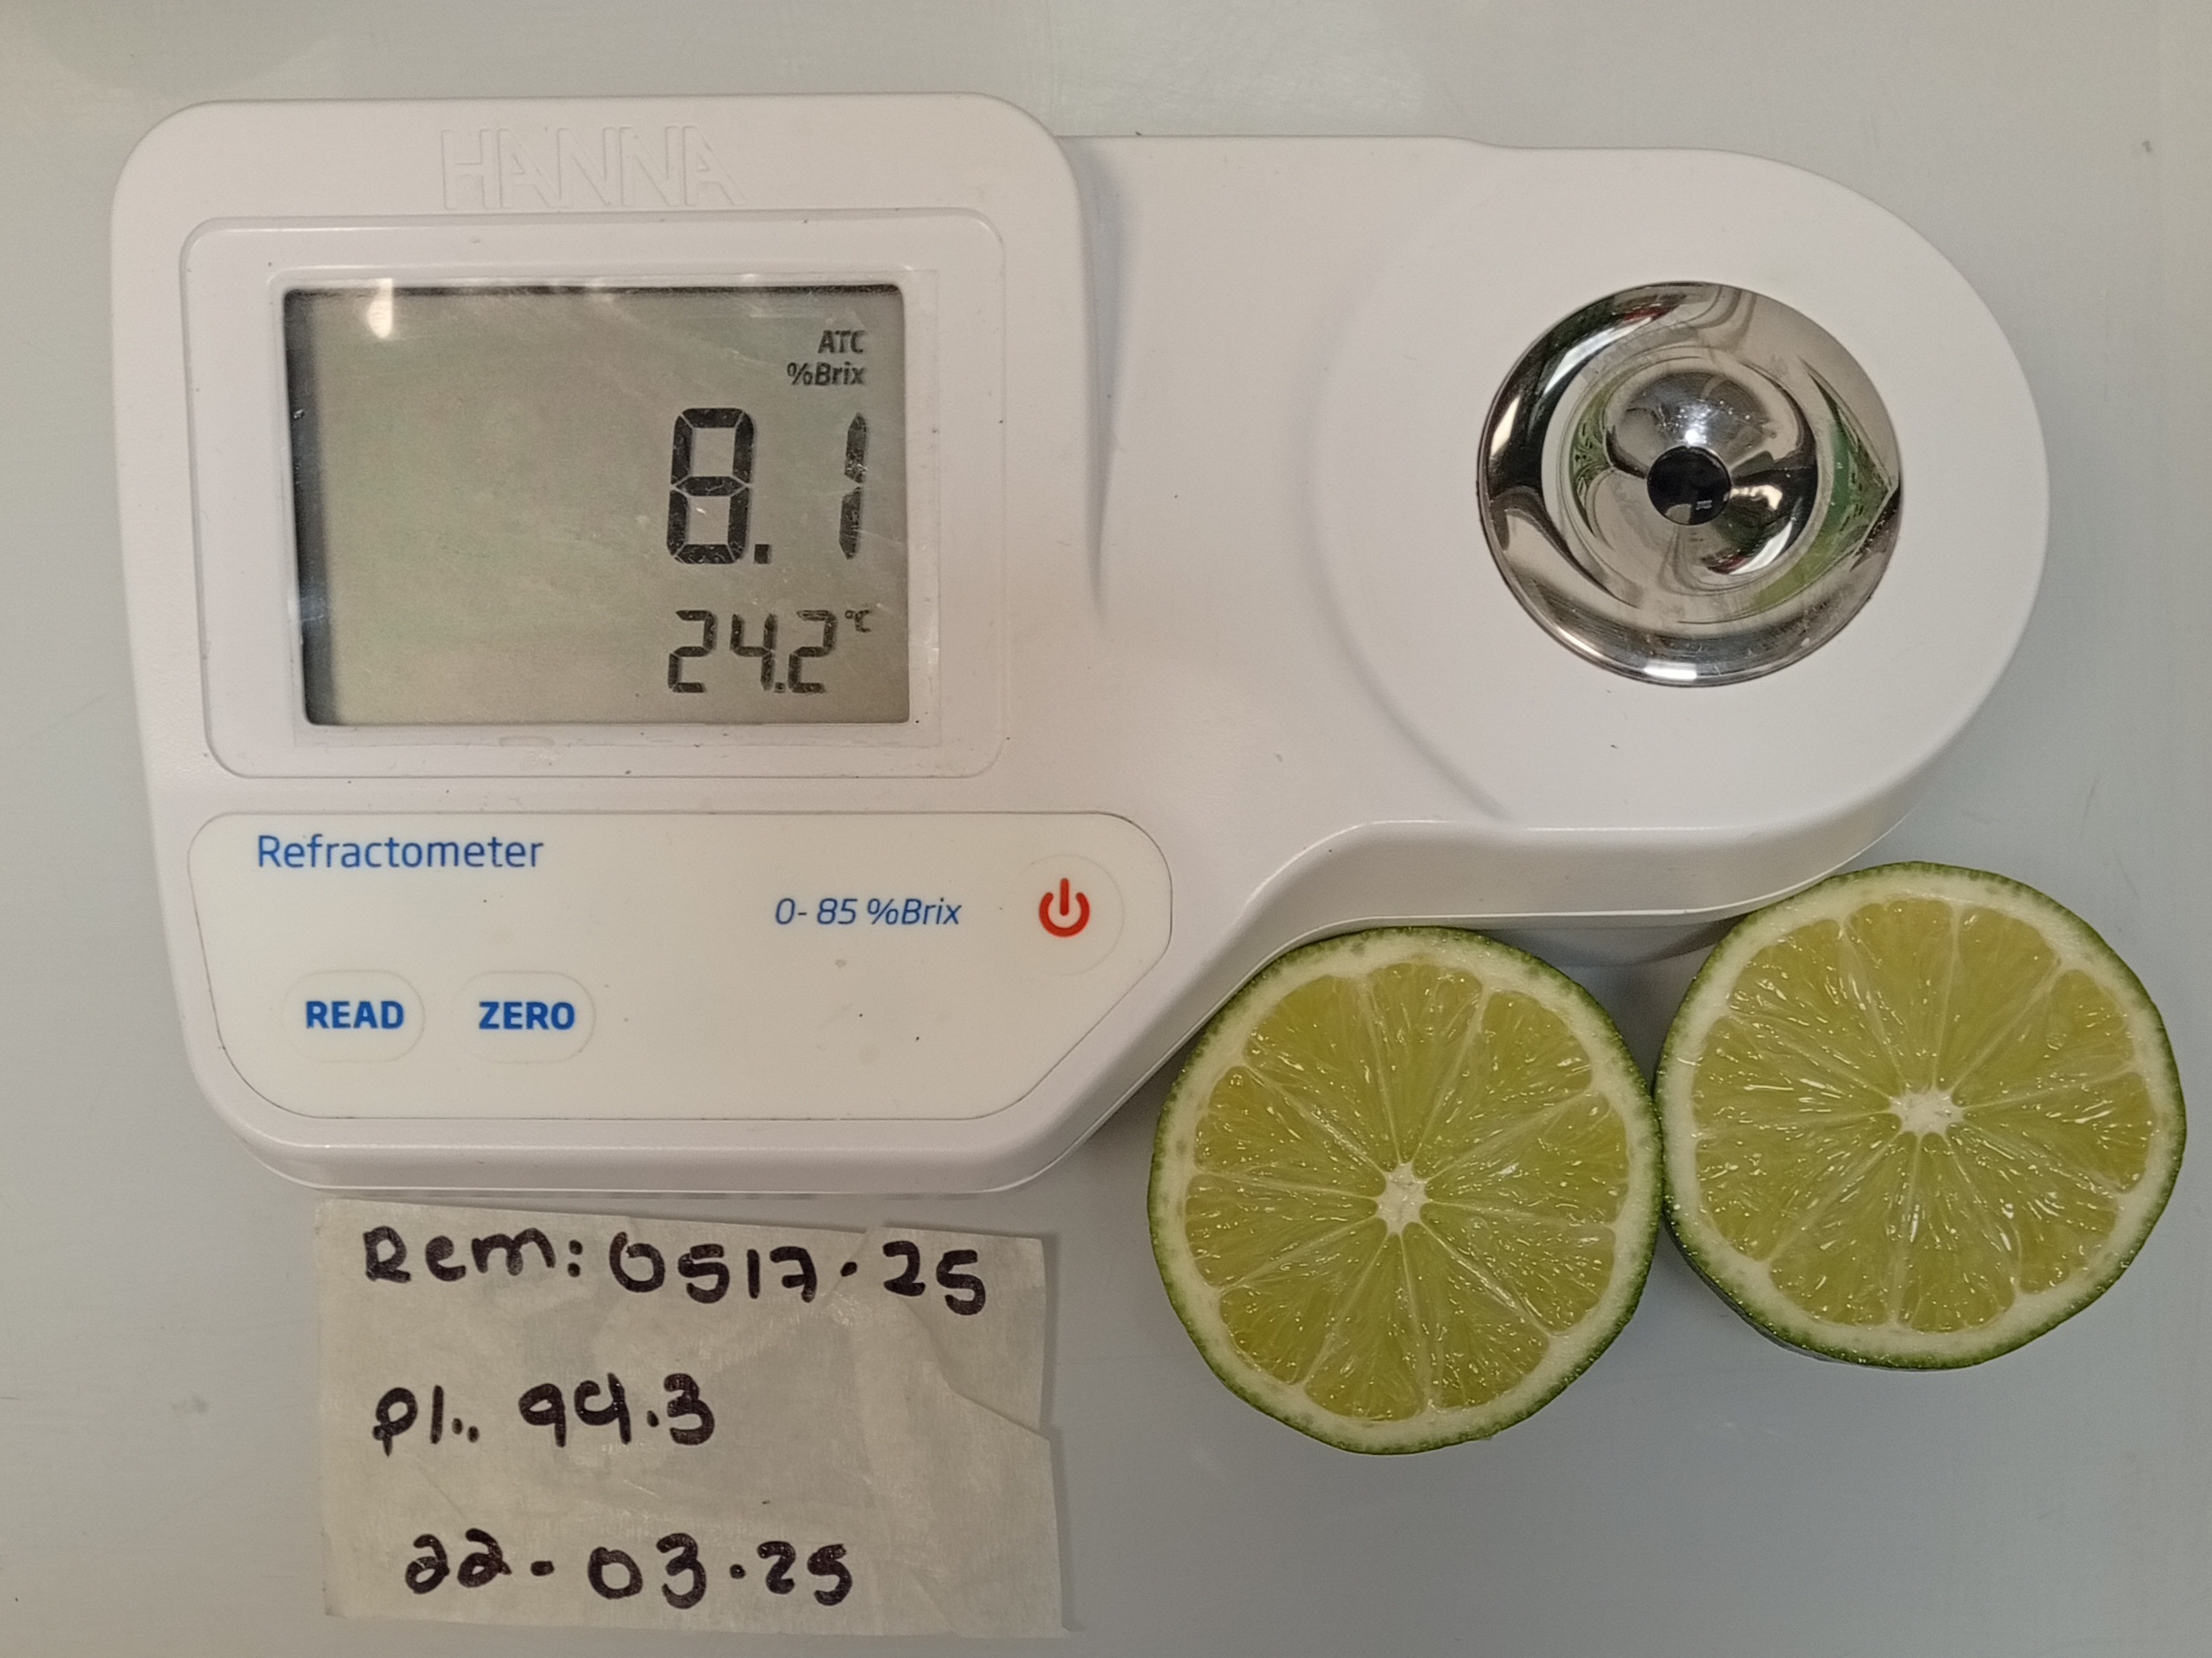 HANNA
ATC
%Brix
8.1
24.2°C
Refractometer
0- 85 %Brix
READ ZERO
Rem: 0517.25
pl.. 94.3
22-03.25